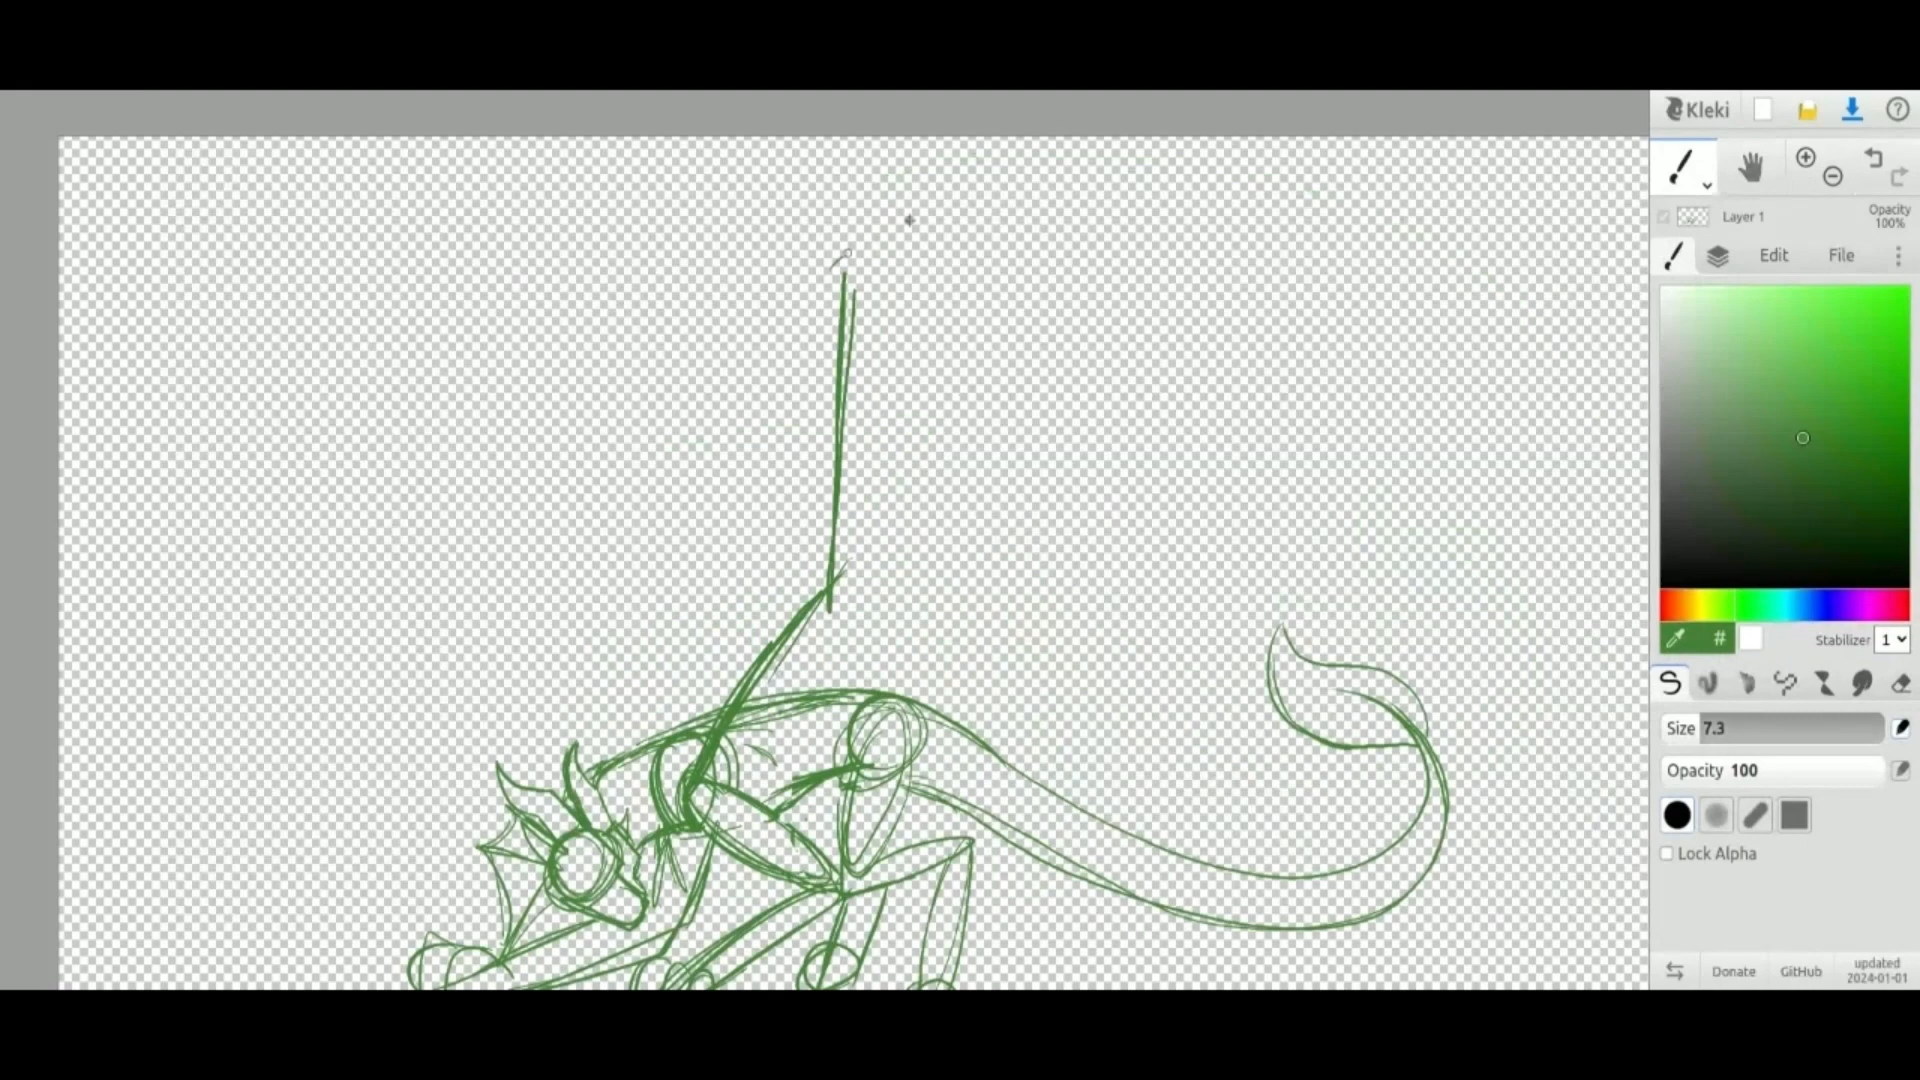 Kleki
Layer 1
Opacity
100%
Edit File
#
Stabilizer 1
Size 7.3
Opacity 100
Lock Alpha
Donate GitHub updated
2024-01-01